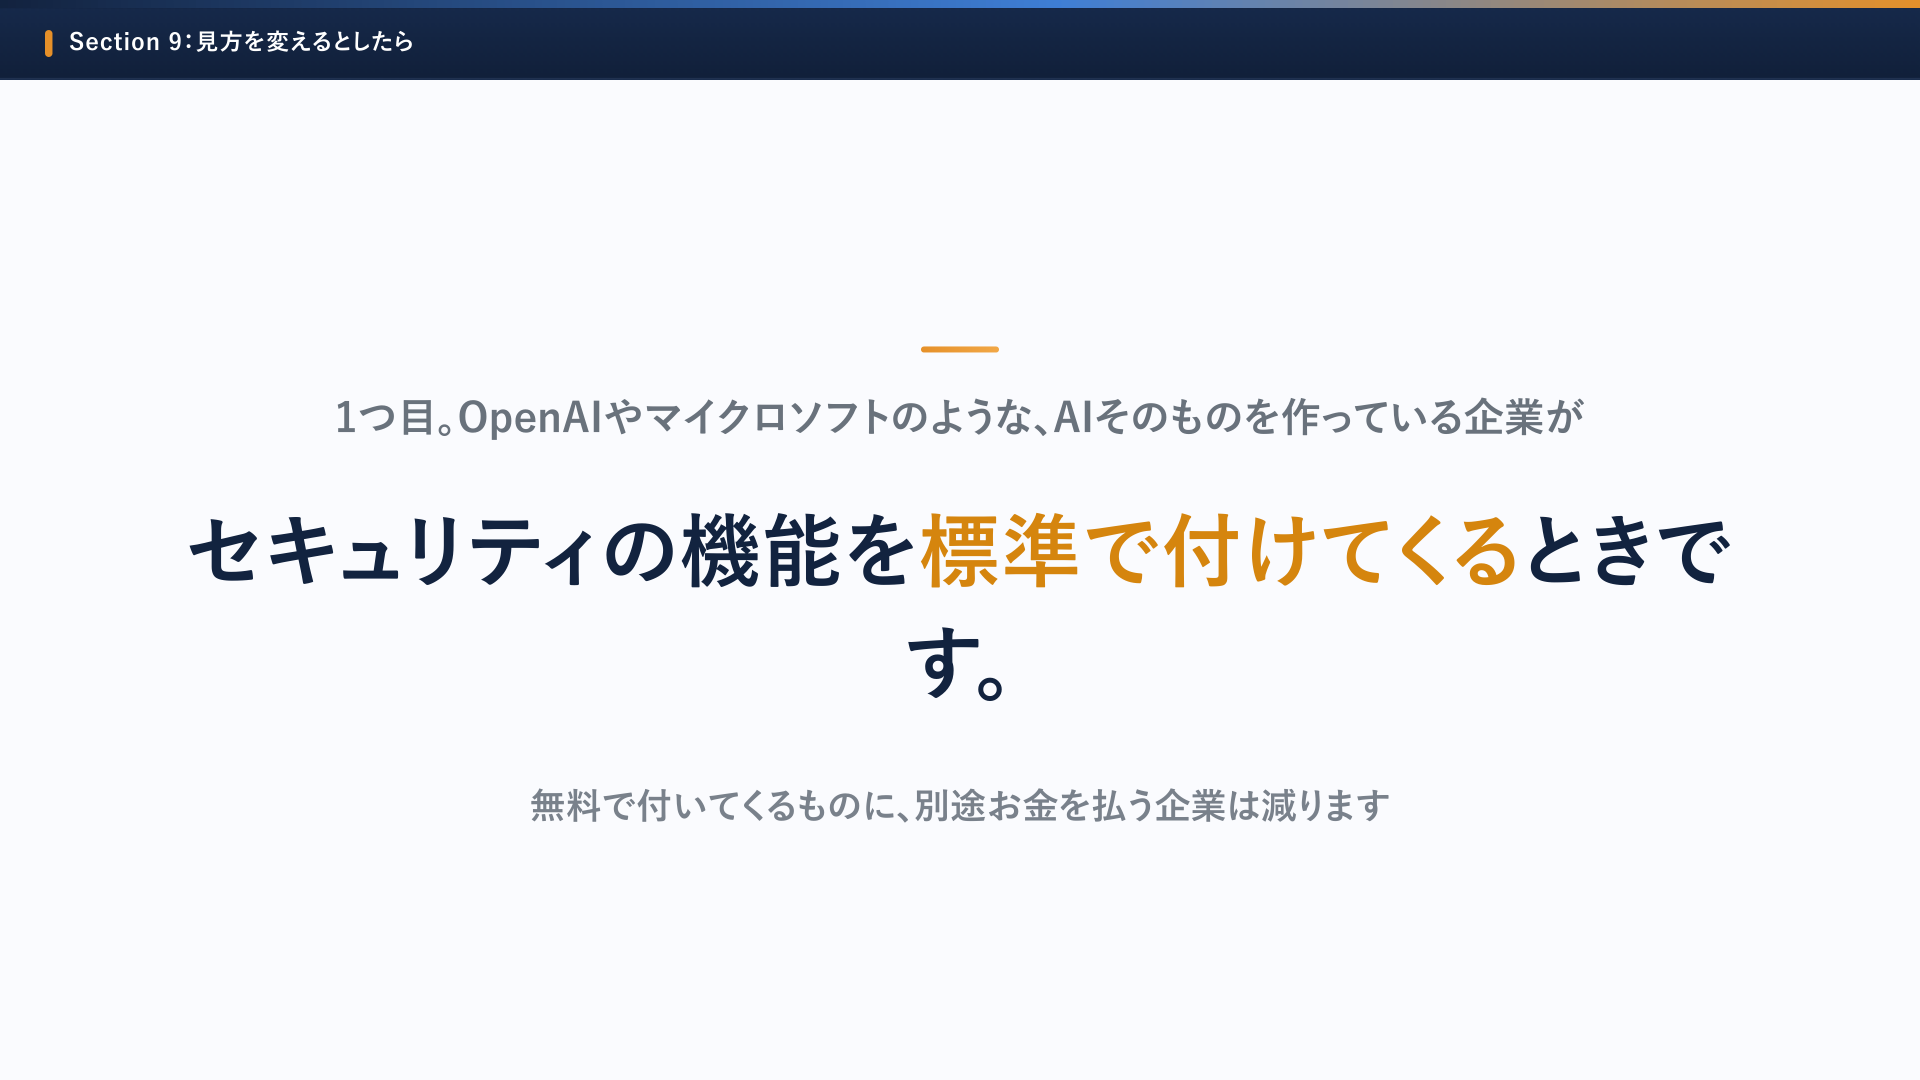 Section 9：見方を変えるとしたら
1つ目。OpenAIやマイクロソフトのような、AIそのものを作っている企業が
セキュリティの機能を標準で付けてくるときで
す。
無料で付いてくるものに、別途お金を払う企業は減ります